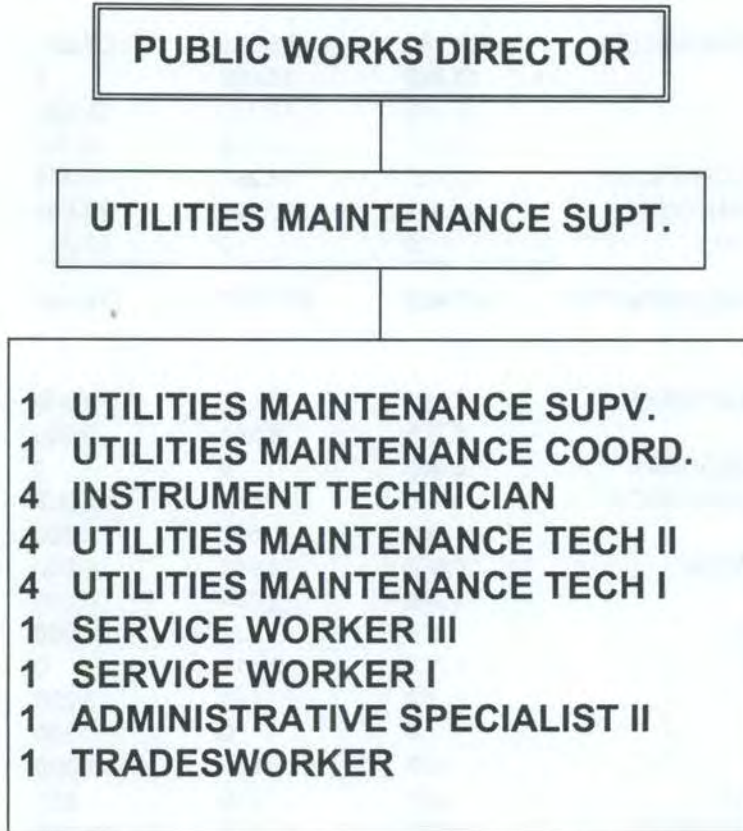 PUBLIC WORKS DIRECTOR
UTILITIES MAINTENANCE SUPT.
1 UTILITIES MAINTENANCE SUPV.
1 UTILITIES MAINTENANCE COORD.
4 INSTRUMENT TECHNICIAN
4 UTILITIES MAINTENANCE TECH II
4 UTILITIES MAINTENANCE TECH I
1 SERVICE WORKER III
1 SERVICE WORKER I
1 ADMINISTRATIVE SPECIALIST II
1 TRADESWORKER